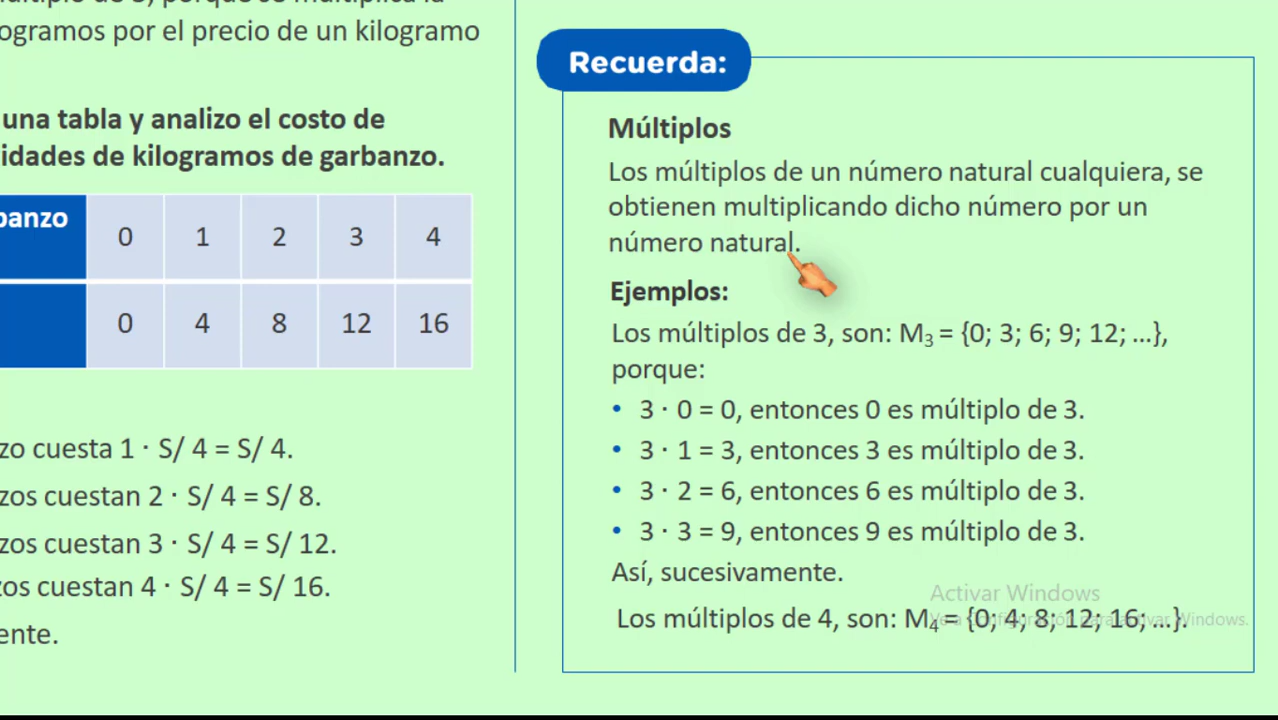 ogramos por el precio de un kilogramo
una tabla y analizo el costo de
idades de kilogramos de garbanzo.
banzo
0 1 2 3 4
0 4 8 12 16
zo cuesta 1 · S/ 4 = S/ 4.
zos cuestan 2 · S/ 4 = S/ 8.
zos cuestan 3 · S/ 4 = S/ 12.
zos cuestan 4 · S/ 4 = S/ 16.
ente.
Recuerda:
Múltiplos
Los múltiplos de un número natural cualquiera, se
obtienen multiplicando dicho número por un
número natural.
Ejemplos:
Los múltiplos de 3, son: M₃ = {0; 3; 6; 9; 12; ...},
porque:
• 3 · 0 = 0, entonces 0 es múltiplo de 3.
• 3 · 1 = 3, entonces 3 es múltiplo de 3.
• 3 · 2 = 6, entonces 6 es múltiplo de 3.
• 3 · 3 = 9, entonces 9 es múltiplo de 3.
Así, sucesivamente.
Los múltiplos de 4, son: M₄ = {0; 4; 8; 12; 16; ...}.
Activar Windows
Ve a Configuración para activar Windows.